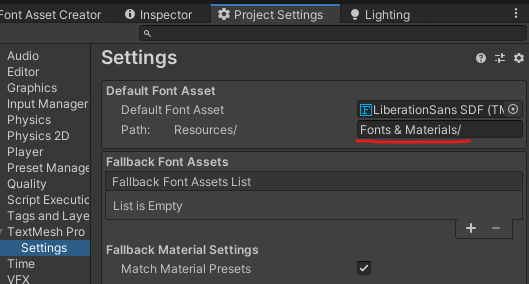 Font Asset Creator
Inspector
Project Settings
Lighting
Audio
Editor
Graphics
Input Manager
Physics
Physics 2D
Player
Preset Manage
Quality
Script Executio
Tags and Laye
TextMesh Pro
Settings
Time
VFX
Settings
Default Font Asset
Default Font Asset
LiberationSans SDF (TM
Path: Resources/
Fonts & Materials/
Fallback Font Assets
Fallback Font Assets List
List is Empty
+ −
Fallback Material Settings
Match Material Presets